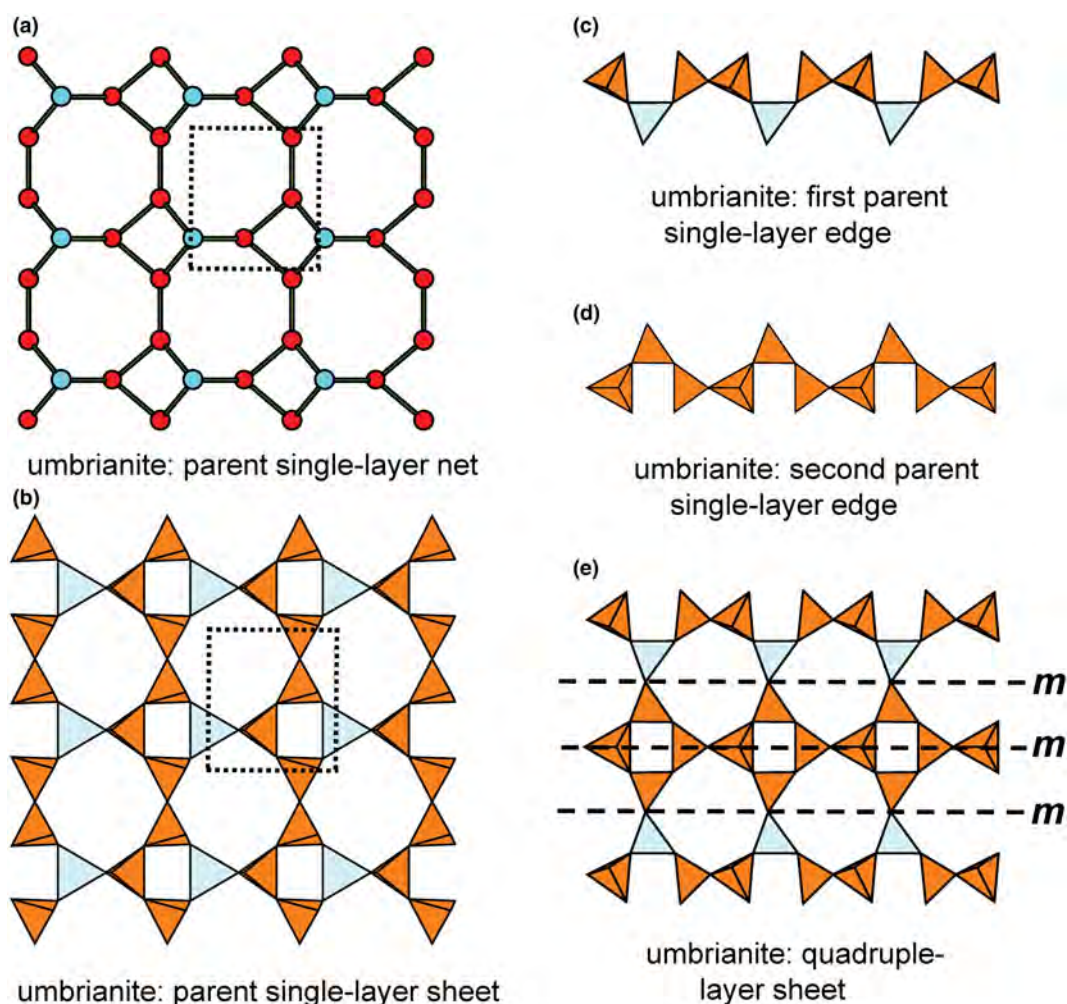 (a)
umbrianite: parent single-layer net
(b)
umbrianite: parent single-layer sheet
(c)
umbrianite: first parent
single-layer edge
(d)
umbrianite: second parent
single-layer edge
(e)
m
m
m
umbrianite: quadruple-
layer sheet